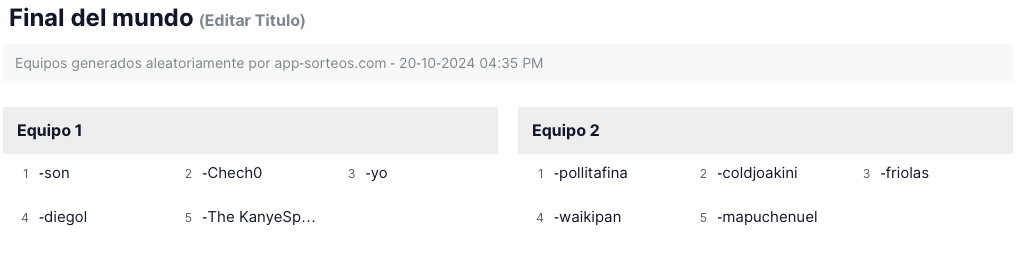 Final del mundo (Editar Titulo)
Equipos generados aleatoriamente por app-sorteos.com - 20-10-2024 04:35 PM
Equipo 1
1 -son 2 -Chech0 3 -yo
4 -diegol 5 -The KanyeSp...
Equipo 2
1 -pollitafina 2 -coldjoakini 3 -friolas
4 -waikipan 5 -mapuchenuel